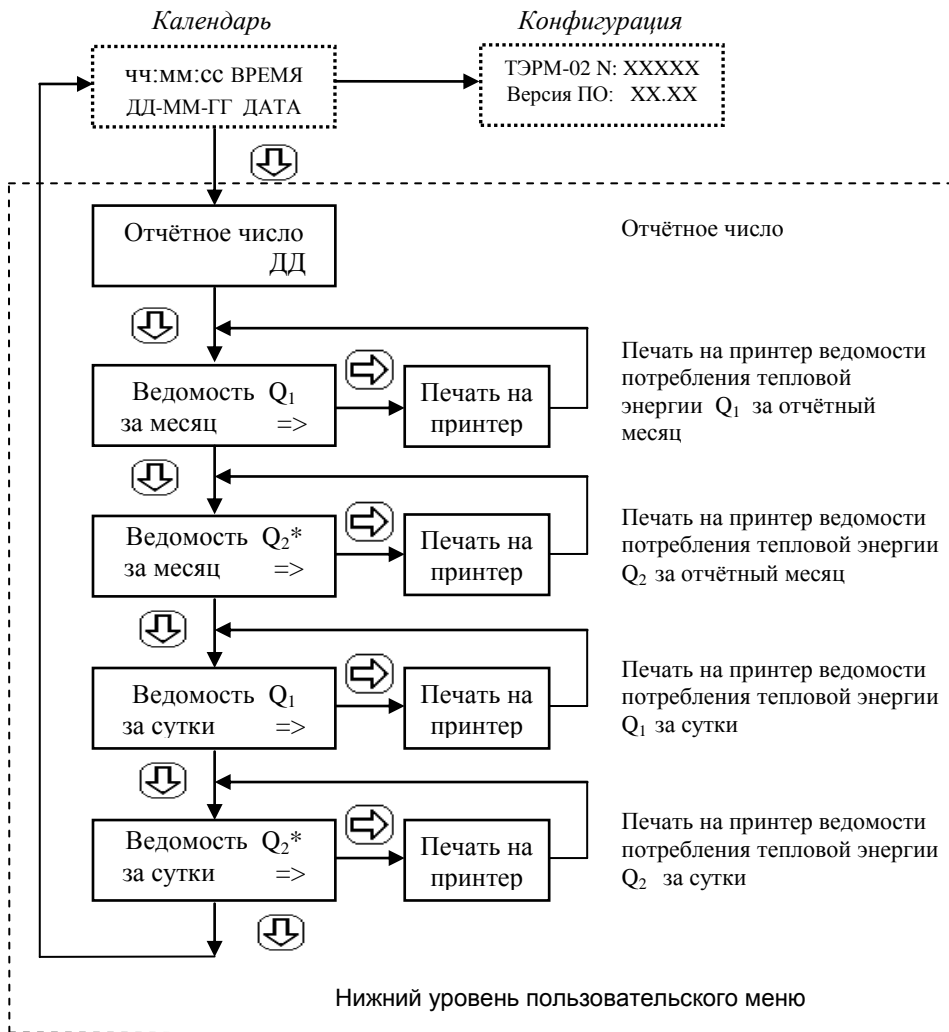 Календарь
Конфигурация
чч:мм:сс ВРЕМЯ
ДД-ММ-ГГ ДАТА
ТЭРМ-02 N: XXXXX
Версия ПО: XX.XX
Отчётное число
ДД
Отчётное число
Ведомость Q₁
за месяц =>
Печать на
принтер
Печать на принтер ведомости
потребления тепловой
энергии Q₁ за отчётный
месяц
Ведомость Q₂*
за месяц =>
Печать на
принтер
Печать на принтер ведомости
потребления тепловой энергии
Q₂ за отчётный месяц
Ведомость Q₁
за сутки =>
Печать на
принтер
Печать на принтер ведомости
потребления тепловой энергии
Q₁ за сутки
Ведомость Q₂*
за сутки =>
Печать на
принтер
Печать на принтер ведомости
потребления тепловой энергии
Q₂ за сутки
Нижний уровень пользовательского меню